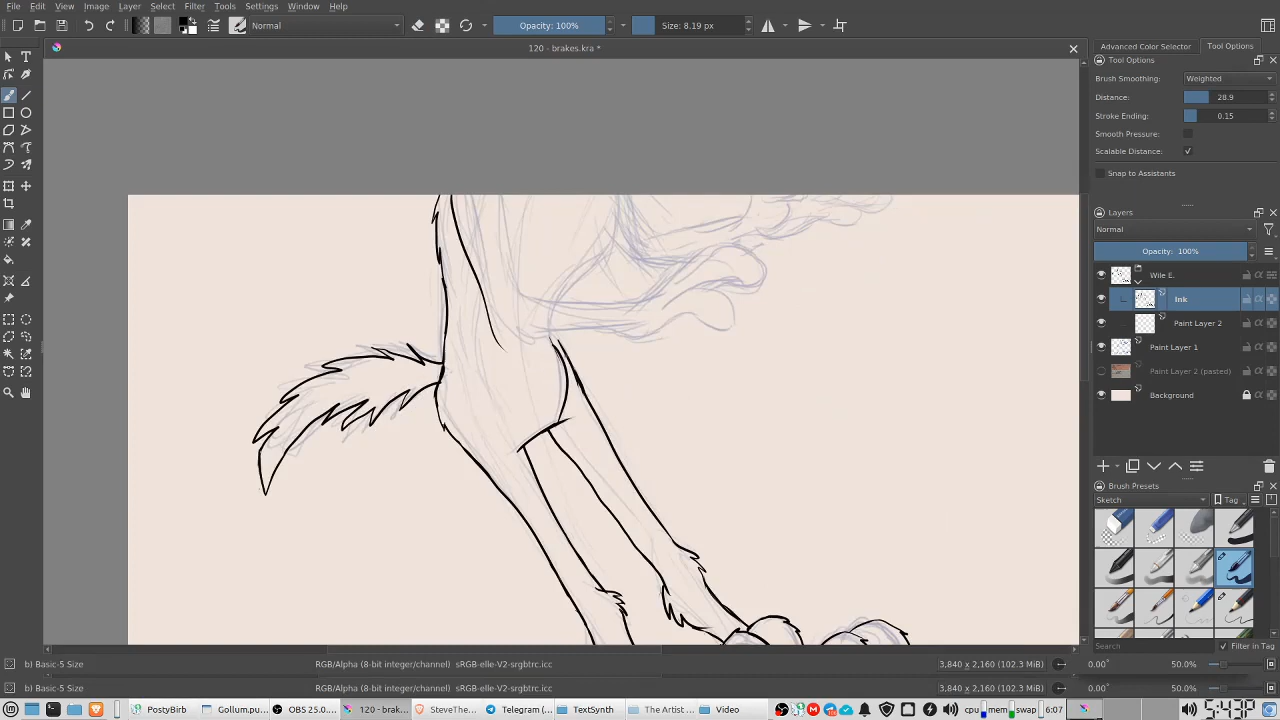 File Edit View Image Layer Select Filter Tools Settings Window Help
Normal Opacity: 100% Size: 8.19 px
120 - brakes.kra *
Advanced Color Selector Tool Options
Tool Options
Brush Smoothing: Weighted
Distance: 28.9
Stroke Ending: 0.15
Smooth Pressure:
Scalable Distance: ✓
Snap to Assistants
Layers
Normal
Opacity: 100%
Wile E.
Ink
Paint Layer 2
Paint Layer 1
Paint Layer 2 (pasted)
Background
Brush Presets
Sketch Tag
Search Filter in Tag
b) Basic-5 Size RGB/Alpha (8-bit integer/channel) sRGB-elle-V2-srgbtrc.icc 3,840 x 2,160 (102.3 MiB) 0.00° 50.0%
b) Basic-5 Size RGB/Alpha (8-bit integer/channel) sRGB-elle-V2-srgbtrc.icc 3,840 x 2,160 (102.3 MiB) 0.00° 50.0%
PostyBirb Gollum.png... OBS 25.0.... 120 - brak... SteveThe... Telegram (... TextSynth The Artist ... Video cpu mem swap 6:07 5:43P